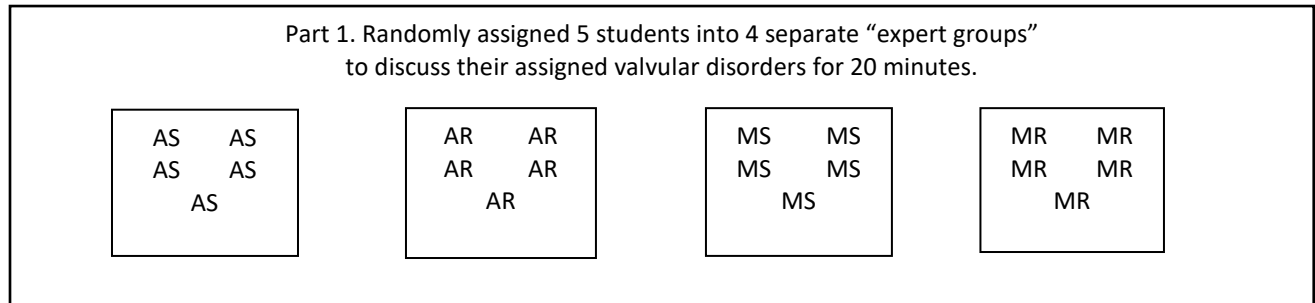 Part 1. Randomly assigned 5 students into 4 separate “expert groups”
to discuss their assigned valvular disorders for 20 minutes.
AS AS
AS AS
AS
AR AR
AR AR
AR
MS MS
MS MS
MS
MR MR
MR MR
MR